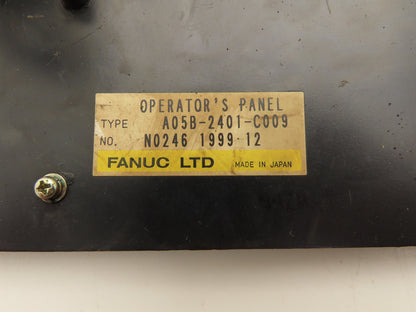 OPERATOR'S PANEL
TYPE A05B-2401-C009
NO. N0246 1999-12
FANUC LTD MADE IN JAPAN